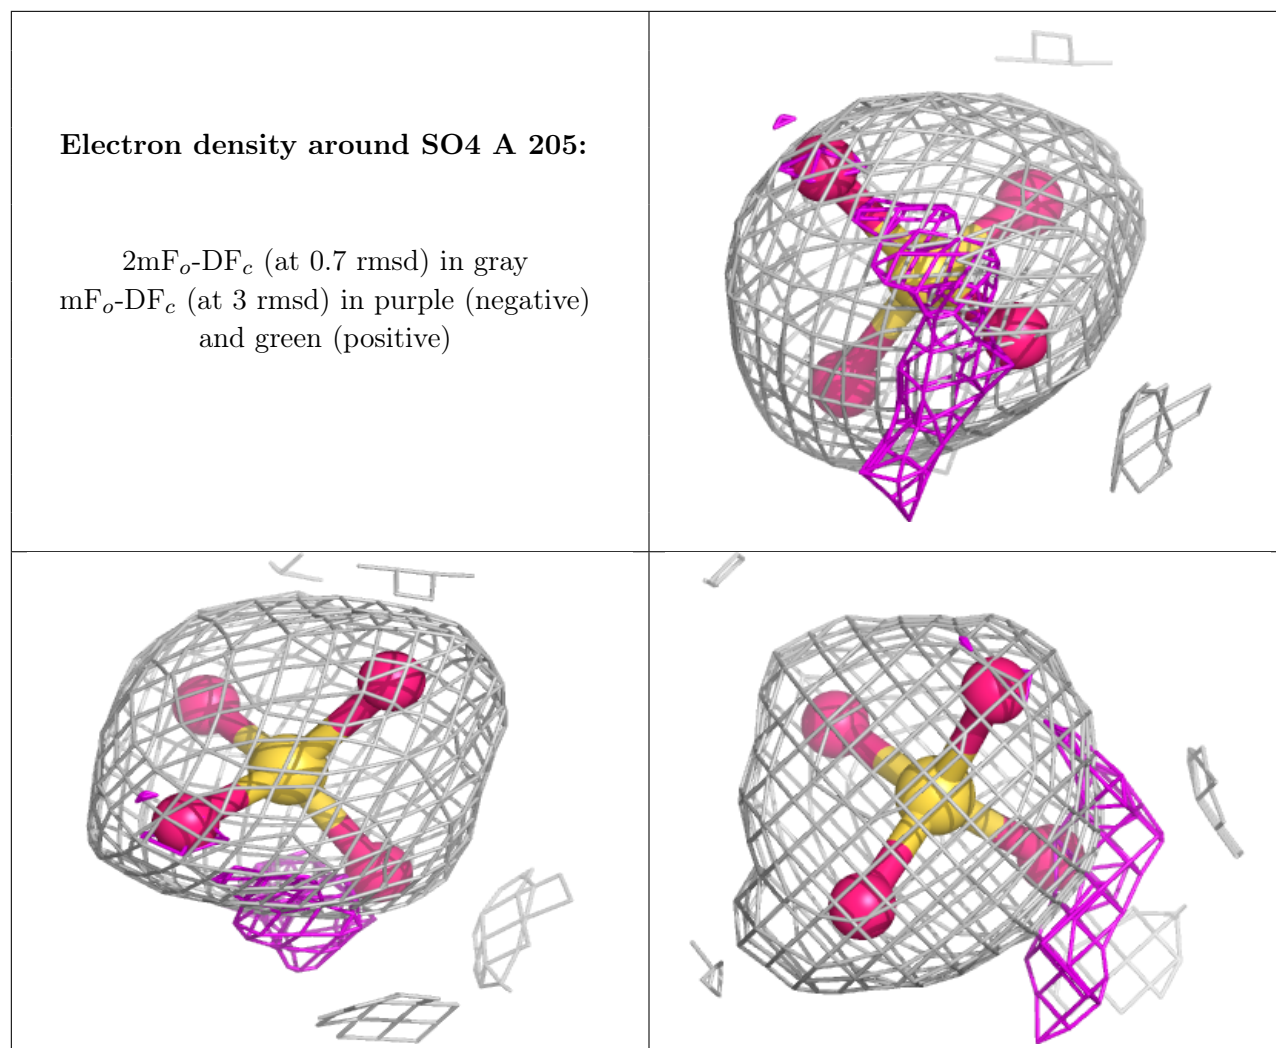 Electron density around SO4 A 205:
2mFₒ-DF𝒸 (at 0.7 rmsd) in gray
mFₒ-DF𝒸 (at 3 rmsd) in purple (negative)
and green (positive)